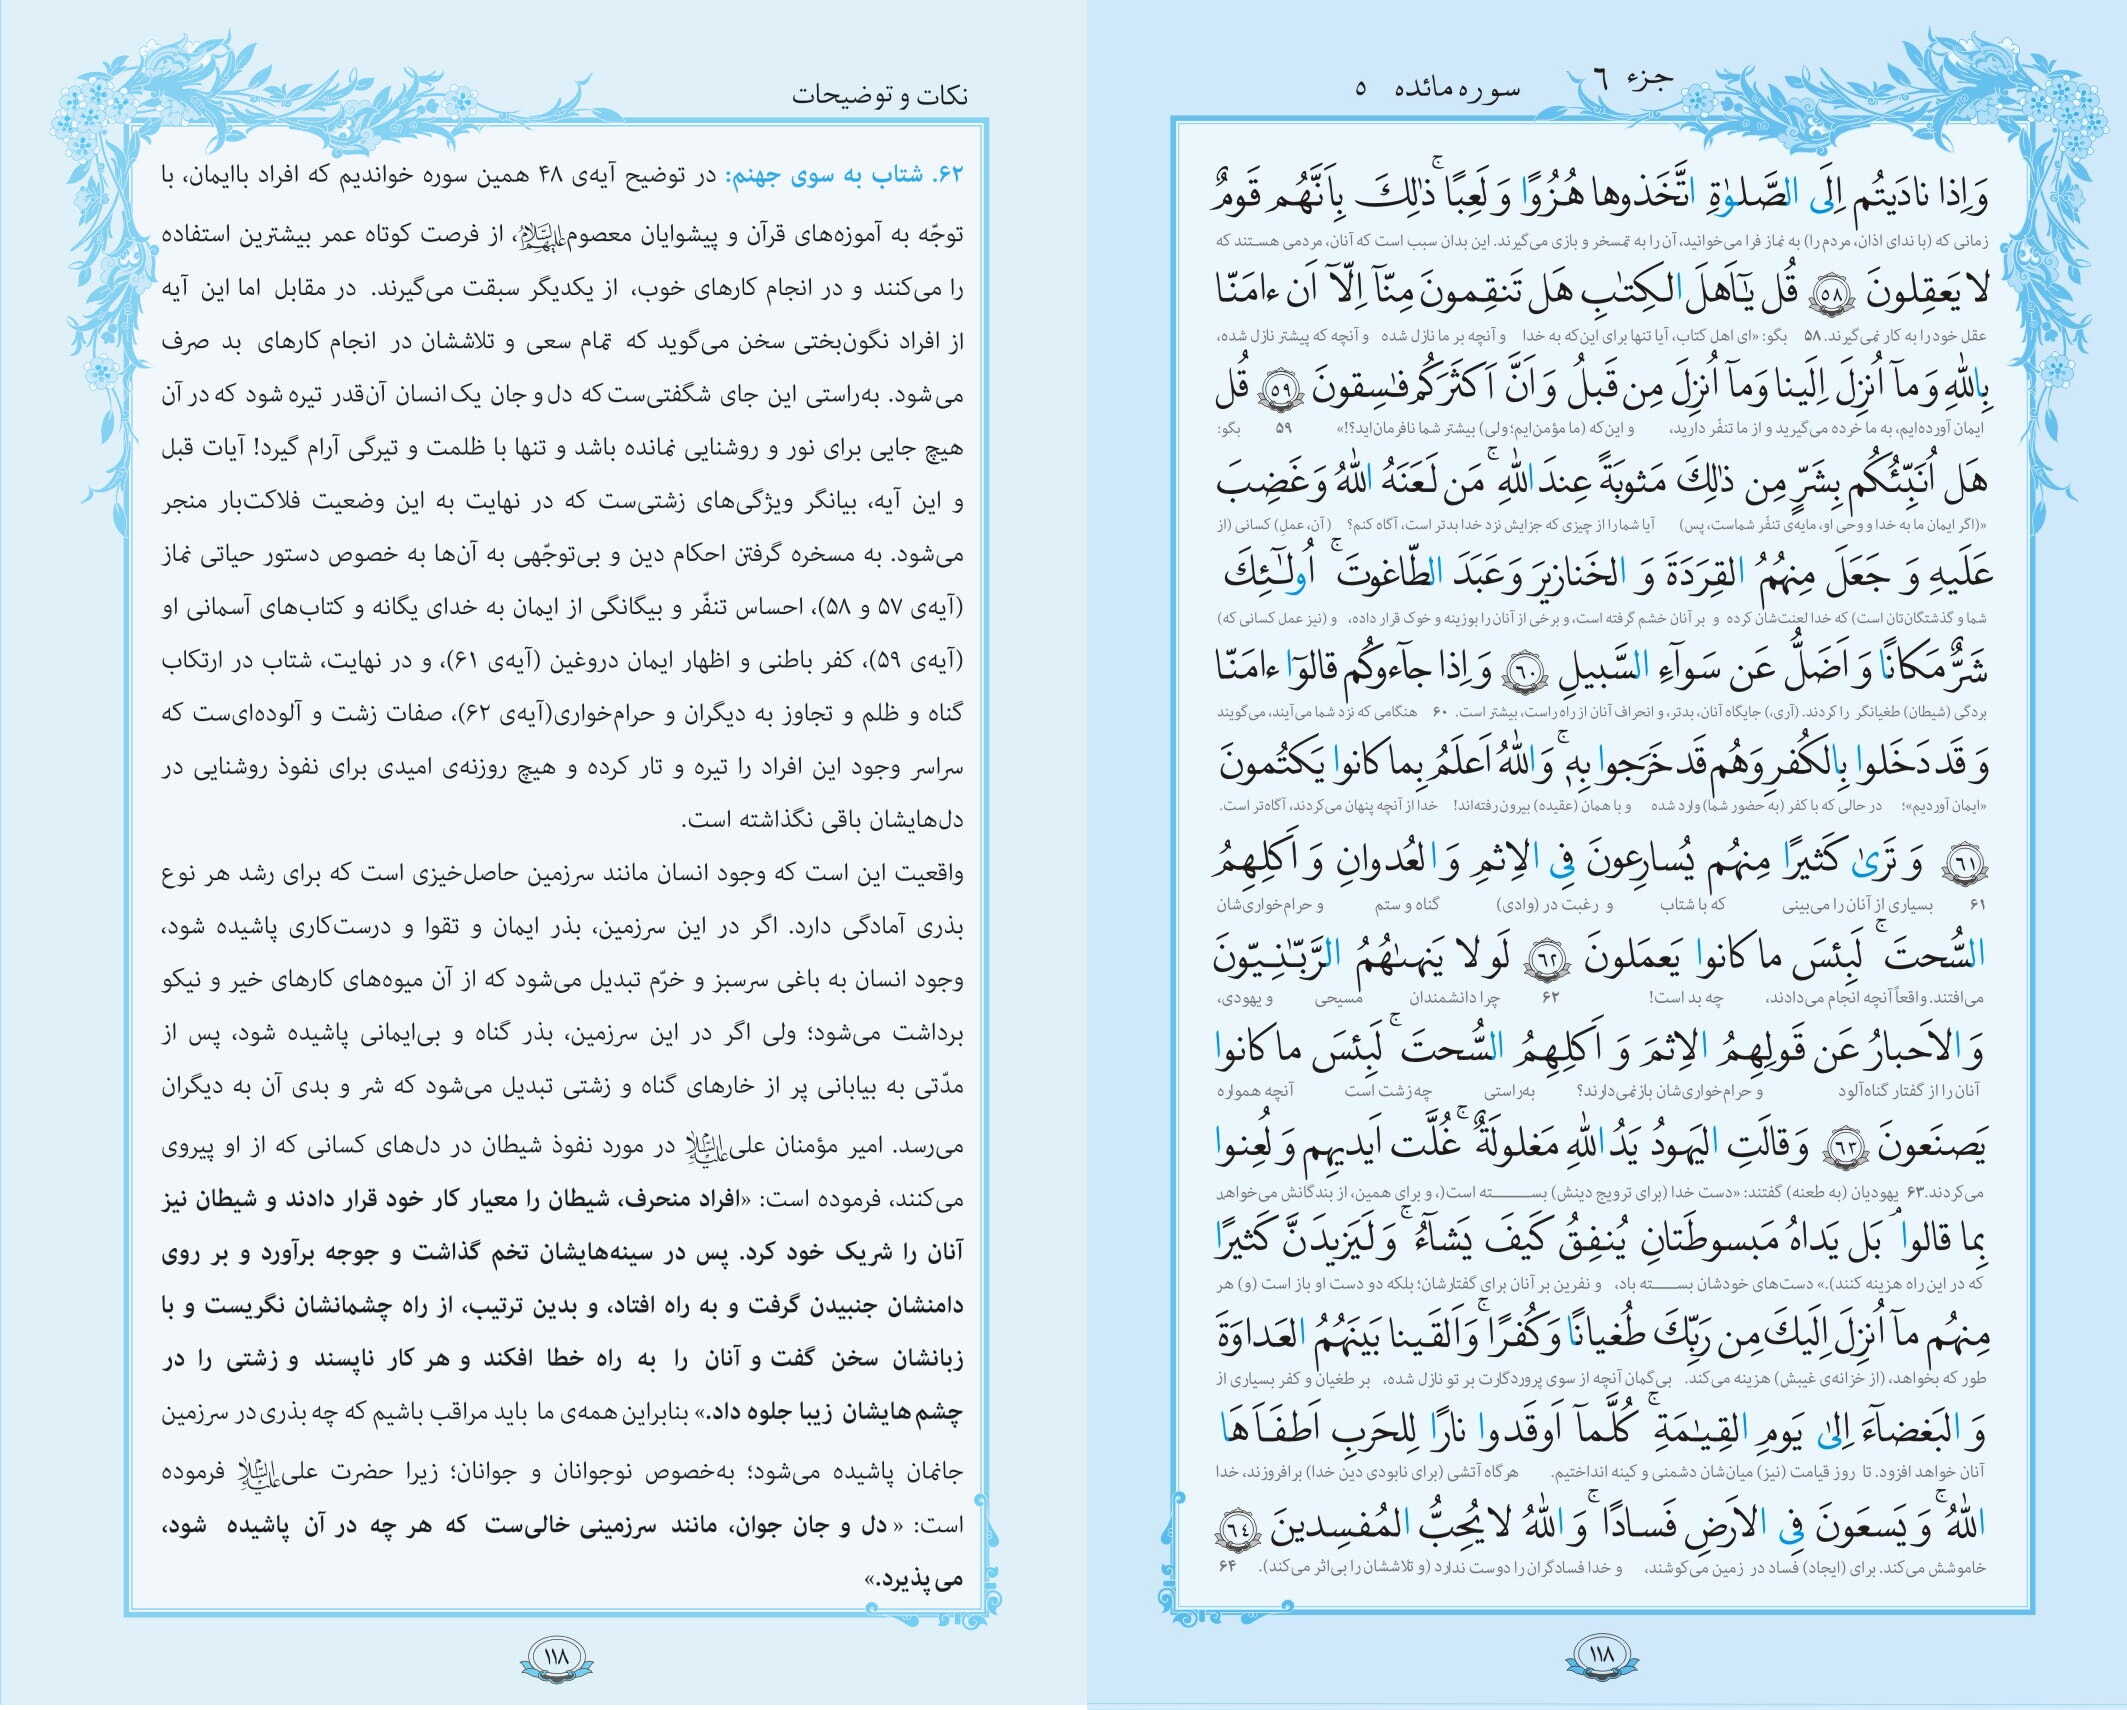 جزء ٦
سوره مائده ٥
وَاِذا نادَيتُم اِلَى الصَّلوٰةِ اتَّخَذوها هُزُوًا وَ لَعِبًا ۚ ذٰلِكَ بِاَنَّهُم قَومٌ
زمانی که (با ندای اذان، مردم را) به نماز فرا می‌خوانید، آن را به تمسخر و بازی می‌گیرند. این بدان سبب است که آنان، مردمی هستند که
لا يَعقِلونَ ٥٨ قُل يٰٓاَهلَ الكِتٰبِ هَل تَنقِمونَ مِنّآ اِلّآ اَن ءامَنّا
عقل خود را به کار نمی‌گیرند. ۵۸ بگو: «ای اهل کتاب، آیا تنها برای این‌که به خدا و آنچه بر ما نازل شده و آنچه که پیشتر نازل شده،
بِاللّٰهِ وَ مآ اُنزِلَ اِلَينا وَمآ اُنزِلَ مِن قَبلُ وَ اَنَّ اَكثَرَكُم فٰسِقونَ ٥٩ قُل
ایمان آورده‌ایم، به ما خرده می‌گیرید و از ما تنفّر دارید، و این‌که (ما مؤمن‌ایم؛ ولی) بیشتر شما نافرمان‌اید؟!» ۵۹ بگو:
هَل اُنَبِّئُكُم بِشَرٍّ مِن ذٰلِكَ مَثوبَةً عِندَ اللّٰهِ ۚ مَن لَعَنَهُ اللّٰهُ وَ غَضِبَ
«(اگر ایمان ما به خدا و وحی او، مایه‌ی تنفّر شماست، پس) آیا شما را از چیزی که جزایش نزد خدا بدتر است، آگاه کنم؟ (آن، عملِ) کسانی (از
عَلَيهِ وَ جَعَلَ مِنهُمُ القِرَدَةَ وَ الخَنازيرَ وَ عَبَدَ الطّاغوتَ ۚ اُولٰٓئِكَ
شما و گذشتگان‌تان است) که خدا لعنت‌شان کرده و بر آنان خشم گرفته است، و برخی از آنان را بوزینه و خوک قرار داده، و (نیز عمل کسانی که)
شَرٌّ مَكانًا وَ اَضَلُّ عَن سَوآءِ السَّبيلِ ٦٠ وَ اِذا جآءوكُم قالوٓا ءامَنّا
بردگی (شیطان) طغیانگر را کردند. (آری،) جایگاه آنان، بدتر، و انحراف آنان از راه راست، بیشتر است. ۶۰ هنگامی که نزد شما می‌آیند، می‌گویند
وَ قَد دَخَلوا بِالكُفرِ وَهُم قَد خَرَجوا بِهٖ ۚ وَاللّٰهُ اَعلَمُ بِما كانوا يَكتُمونَ
«ایمان آوردیم»؛ در حالی که با کفر (به حضور شما) وارد شده و با همان (عقیده) بیرون رفته‌اند! خدا از آنچه پنهان می‌کردند، آگاه‌تر است.
٦١ وَ تَرىٰ كَثيرًا مِنهُم يُسارِعونَ فِي الاِثمِ وَ العُدوانِ وَ اَكلِهِمُ
۶۱ بسیاری از آنان را می‌بینی که با شتاب و رغبت در (وادی) گناه و ستم و حرام‌خواری‌شان
السُّحتَ ۚ لَبِئسَ ما كانوا يَعمَلونَ ٦٢ لَو لا يَنهىٰهُمُ الرَّبّٰنِيّونَ
می‌افتند. واقعاً آنچه انجام می‌دادند، چه بد است! ۶۲ چرا دانشمندان مسیحی و یهودی،
وَ الاَحبارُ عَن قَولِهِمُ الاِثمَ وَ اَكلِهِمُ السُّحتَ ۚ لَبِئسَ ما كانوا
آنان را از گفتار گناه‌آلود و حرام‌خواری‌شان بازنمی‌دارند؟ به‌راستی چه زشت است آنچه همواره
يَصنَعونَ ٦٣ وَ قالَتِ اليَهودُ يَدُ اللّٰهِ مَغلولَةٌ ۚ غُلَّت اَيديهِم وَ لُعِنوا
می‌کردند. ۶۳ یهودیان (به طعنه) گفتند: «دست خدا (برای ترویج دینش) بسته است(، و برای همین، از بندگانش می‌خواهد
بِما قالوا ۘ بَل يَداهُ مَبسوطَتانِ يُنفِقُ كَيفَ يَشآءُ ۚ وَ لَيَزيدَنَّ كَثيرًا
که در این راه هزینه کنند).» دست‌های خودشان بسته باد، و نفرین بر آنان برای گفتارشان؛ بلکه دو دست او باز است (و) هر
مِنهُم مآ اُنزِلَ اِلَيكَ مِن رَبِّكَ طُغيانًا وَ كُفرًا ۚ وَاَلقَينا بَينَهُمُ العَداوَةَ
طور که بخواهد، (از خزانه‌ی غیبش) هزینه می‌کند. بی‌گمان آنچه از سوی پروردگارت بر تو نازل شده، بر طغیان و کفر بسیاری از
وَ البَغضآءَ اِلىٰ يَومِ القِيٰمَةِ ۚ كُلَّمآ اَوقَدوا نارًا لِلحَربِ اَطفَاَهَا
آنان خواهد افزود. تا روز قیامت (نیز) میان‌شان دشمنی و کینه انداختیم. هرگاه آتشی (برای نابودی دین خدا) برافروزند، خدا
اللّٰهُ ۚ وَ يَسعَونَ فِي الاَرضِ فَسادًا ۚ وَ اللّٰهُ لا يُحِبُّ المُفسِدينَ ٦٤
خاموشش می‌کند. برای (ایجاد) فساد در زمین می‌کوشند، و خدا فسادگران را دوست ندارد (و تلاششان را بی‌اثر می‌کند). ۶۴
۱۱۸
نکات و توضیحات
۶۲. شتاب به سوی جهنم: در توضیح آیه‌ی ۴۸ همین سوره خواندیم که افراد باایمان، با
توجّه به آموزه‌های قرآن و پیشوایان معصوم علیهم‌السلام، از فرصت کوتاه عمر بیشترین استفاده
را می‌کنند و در انجام کارهای خوب، از یکدیگر سبقت می‌گیرند. در مقابل اما این آیه
از افراد نگون‌بختی سخن می‌گوید که تمام سعی و تلاششان در انجام کارهای بد صرف
می‌شود. به‌راستی این جای شگفتی‌ست که دل و جان یک انسان آن‌قدر تیره شود که در آن
هیچ جایی برای نور و روشنایی نمانده باشد و تنها با ظلمت و تیرگی آرام گیرد! آیات قبل
و این آیه، بیانگر ویژگی‌های زشتی‌ست که در نهایت به این وضعیت فلاکت‌بار منجر
می‌شود. به مسخره گرفتن احکام دین و بی‌توجّهی به آن‌ها به خصوص دستور حیاتی نماز
(آیه‌ی ۵۷ و ۵۸)، احساس تنفّر و بیگانگی از ایمان به خدای یگانه و کتاب‌های آسمانی او
(آیه‌ی ۵۹)، کفر باطنی و اظهار ایمان دروغین (آیه‌ی ۶۱)، و در نهایت، شتاب در ارتکاب
گناه و ظلم و تجاوز به دیگران و حرام‌خواری(آیه‌ی ۶۲)، صفات زشت و آلوده‌ای‌ست که
سراسر وجود این افراد را تیره و تار کرده و هیچ روزنه‌ی امیدی برای نفوذ روشنایی در
دل‌هایشان باقی نگذاشته است.
واقعیت این است که وجود انسان مانند سرزمین حاصل‌خیزی است که برای رشد هر نوع
بذری آمادگی دارد. اگر در این سرزمین، بذر ایمان و تقوا و درست‌کاری پاشیده شود،
وجود انسان به باغی سرسبز و خرّم تبدیل می‌شود که از آن میوه‌های کارهای خیر و نیکو
برداشت می‌شود؛ ولی اگر در این سرزمین، بذر گناه و بی‌ایمانی پاشیده شود، پس از
مدّتی به بیابانی پر از خارهای گناه و زشتی تبدیل می‌شود که شر و بدی آن به دیگران
می‌رسد. امیر مؤمنان علی علیه‌السلام در مورد نفوذ شیطان در دل‌های کسانی که از او پیروی
می‌کنند، فرموده است: «افراد منحرف، شیطان را معیار کار خود قرار دادند و شیطان نیز
آنان را شریک خود کرد. پس در سینه‌هایشان تخم گذاشت و جوجه برآورد و بر روی
دامنشان جنبیدن گرفت و به راه افتاد، و بدین ترتیب، از راه چشمانشان نگریست و با
زبانشان سخن گفت و آنان را به راه خطا افکند و هر کار ناپسند و زشتی را در
چشم‌هایشان زیبا جلوه داد.» بنابراین همه‌ی ما باید مراقب باشیم که چه بذری در سرزمین
جانمان پاشیده می‌شود؛ به‌خصوص نوجوانان و جوانان؛ زیرا حضرت علی علیه‌السلام فرموده
است: « دل و جان جوان، مانند سرزمینی خالی‌ست که هر چه در آن پاشیده شود،
می‌پذیرد.»
۱۱۸